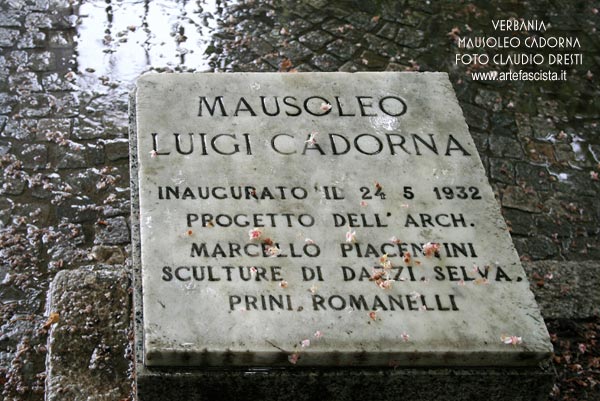 VERBANIA
MAUSOLEO CADORNA
FOTO CLAUDIO DRESTI
www.artefascista.it
MAUSOLEO
LUIGI CADORNA
INAUGURATO IL 24 5 1932
PROGETTO DELL'ARCH.
MARCELLO PIACENTINI
SCULTURE DI DAZZI. SELVA.
PRINI. ROMANELLI